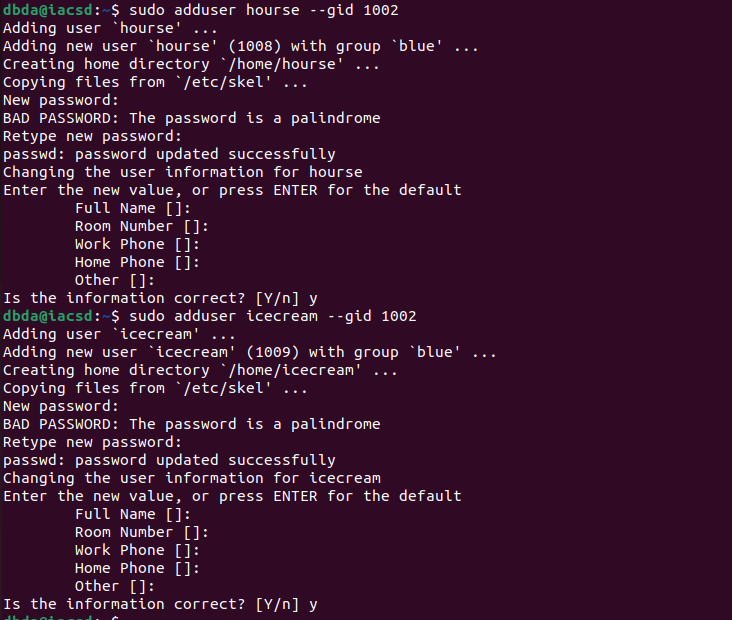 dbda@iacsd:~$ sudo adduser hourse --gid 1002
Adding user `hourse' ...
Adding new user `hourse' (1008) with group `blue' ...
Creating home directory `/home/hourse' ...
Copying files from `/etc/skel' ...
New password:
BAD PASSWORD: The password is a palindrome
Retype new password:
passwd: password updated successfully
Changing the user information for hourse
Enter the new value, or press ENTER for the default
Full Name []:
Room Number []:
Work Phone []:
Home Phone []:
Other []:
Is the information correct? [Y/n] y
dbda@iacsd:~$ sudo adduser icecream --gid 1002
Adding user `icecream' ...
Adding new user `icecream' (1009) with group `blue' ...
Creating home directory `/home/icecream' ...
Copying files from `/etc/skel' ...
New password:
BAD PASSWORD: The password is a palindrome
Retype new password:
passwd: password updated successfully
Changing the user information for icecream
Enter the new value, or press ENTER for the default
Full Name []:
Room Number []:
Work Phone []:
Home Phone []:
Other []:
Is the information correct? [Y/n] y
dbda@iacsd:~$